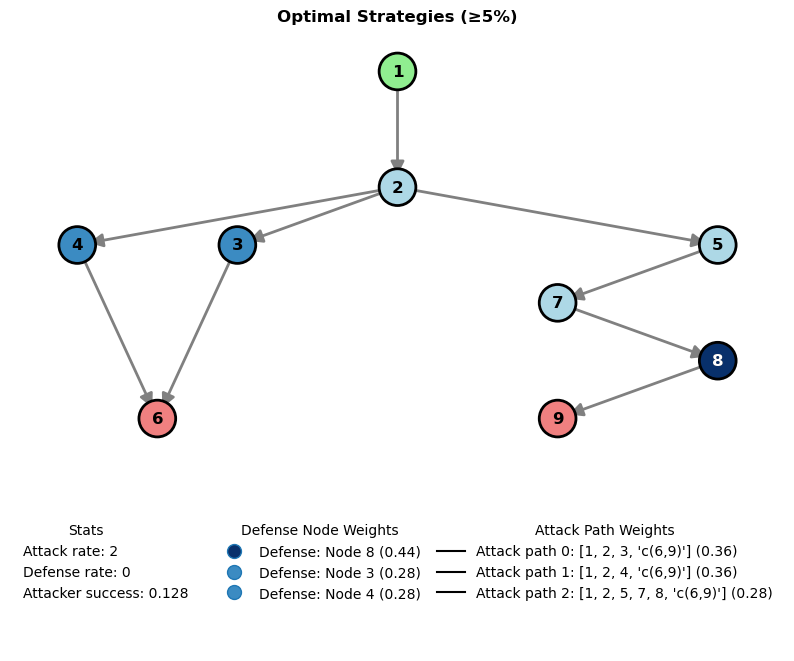 Optimal Strategies (≥5%)
1
2
4
3
5
7
8
6
9
Stats
Attack rate: 2
Defense rate: 0
Attacker success: 0.128
Defense Node Weights
Defense: Node 8 (0.44)
Defense: Node 3 (0.28)
Defense: Node 4 (0.28)
Attack Path Weights
Attack path 0: [1, 2, 3, 'c(6,9)'] (0.36)
Attack path 1: [1, 2, 4, 'c(6,9)'] (0.36)
Attack path 2: [1, 2, 5, 7, 8, 'c(6,9)'] (0.28)